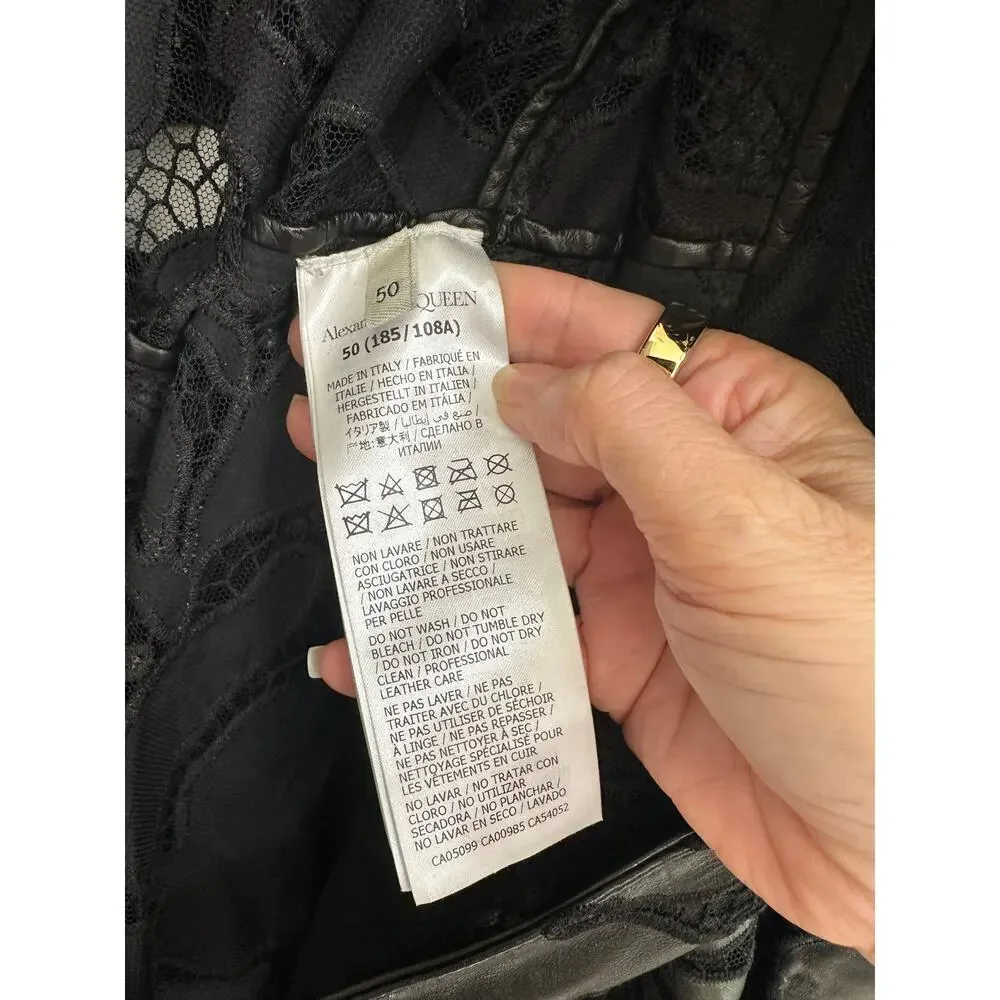 50
Alexan QUEEN
50 (185/108A)
MADE IN ITALY / FABRIQUÉ EN
ITALIE / HECHO EN ITALIA /
HERGESTELLT IN ITALIEN /
FABRICADO EM ITÁLIA /
イタリア製 / صنع في إيطاليا /
产地: 意大利 / СДЕЛАНО В
ИТАЛИИ
NON LAVARE / NON TRATTARE
CON CLORO / NON USARE
ASCIUGATRICE / NON STIRARE
/ NON LAVARE A SECCO /
LAVAGGIO PROFESSIONALE
PER PELLE
DO NOT WASH / DO NOT
BLEACH / DO NOT TUMBLE DRY
/ DO NOT IRON / DO NOT DRY
CLEAN / PROFESSIONAL
LEATHER CARE
NE PAS LAVER / NE PAS
TRAITER AVEC DU CHLORE /
NE PAS UTILISER DE SÉCHOIR
À LINGE / NE PAS REPASSER /
NE PAS NETTOYER À SEC /
NETTOYAGE SPÉCIALISÉ POUR
LES VÊTEMENTS EN CUIR
NO LAVAR / NO TRATAR CON
CLORO / NO UTILIZAR
SECADORA / NO PLANCHAR /
NO LAVAR EN SECO / LAVADO
CA05099 CA00985 CA54052